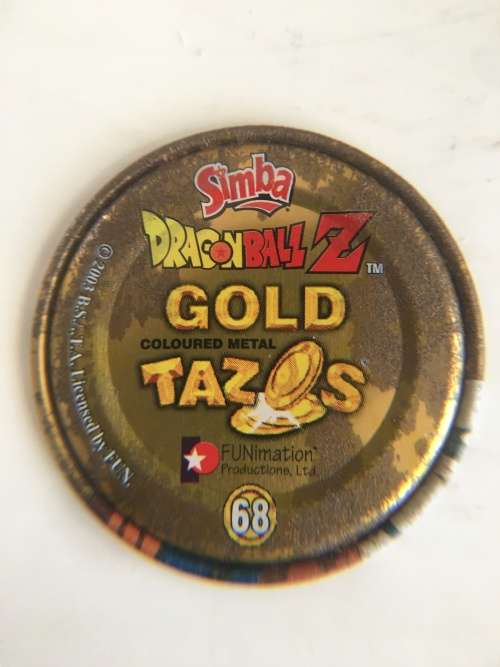 Simba
DRAGON BALL Z TM
GOLD
COLOURED METAL
TAZOS
FUNimation
Productions, Ltd.
68
© 2003 B.S., T.A. Licensed by FUN.